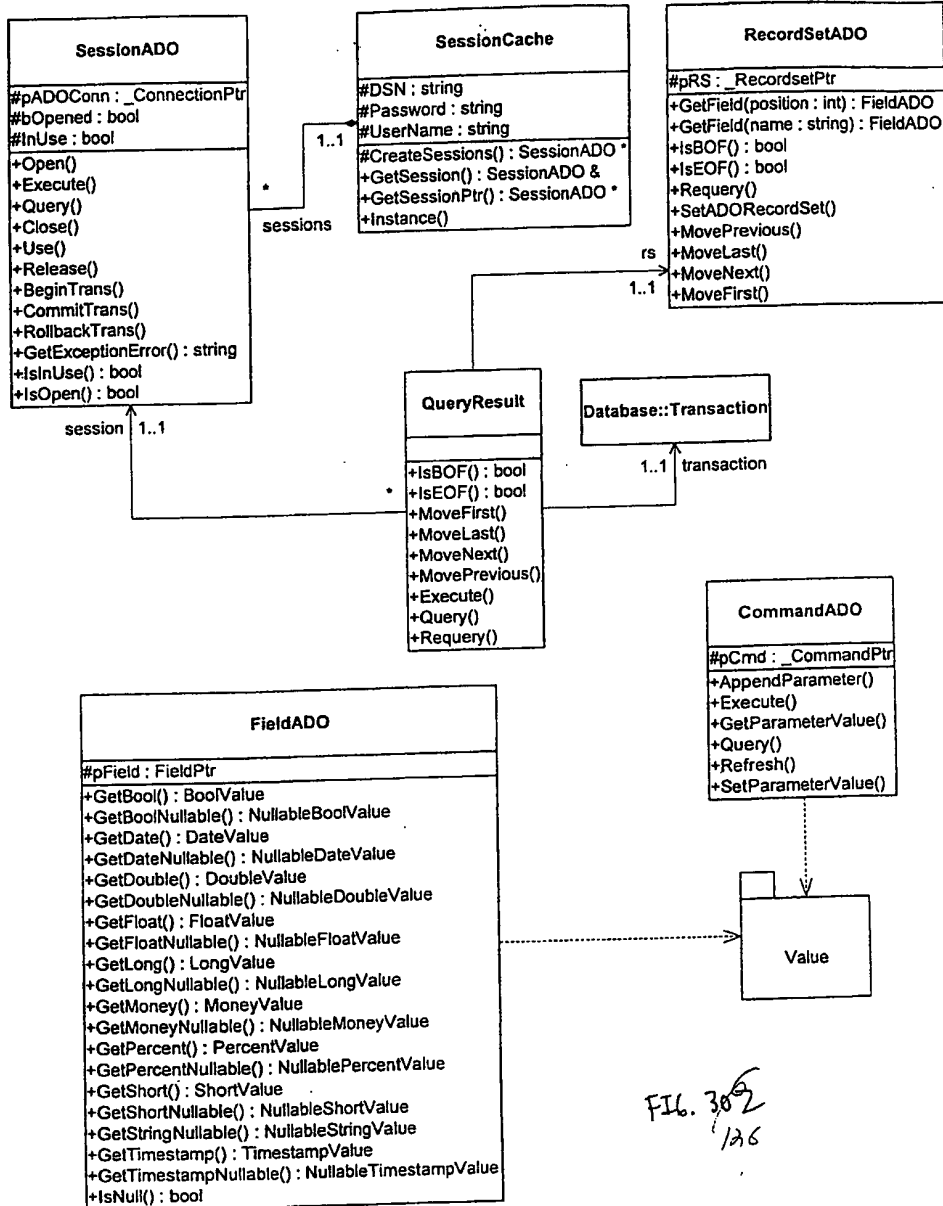 SessionADO
#pADOConn : _ConnectionPtr
#bOpened : bool
#InUse : bool
+Open()
+Execute()
+Query()
+Close()
+Use()
+Release()
+BeginTrans()
+CommitTrans()
+RollbackTrans()
+GetExceptionError() : string
+IsInUse() : bool
+IsOpen() : bool
1..1
*
sessions
SessionCache
#DSN : string
#Password : string
#UserName : string
#CreateSessions() : SessionADO *
+GetSession() : SessionADO &
+GetSessionPtr() : SessionADO *
+Instance()
RecordSetADO
#pRS : _RecordsetPtr
+GetField(position : int) : FieldADO
+GetField(name : string) : FieldADO
+IsBOF() : bool
+IsEOF() : bool
+Requery()
+SetADORecordSet()
+MovePrevious()
+MoveLast()
+MoveNext()
+MoveFirst()
rs
1..1
session
1..1
*
QueryResult
+IsBOF() : bool
+IsEOF() : bool
+MoveFirst()
+MoveLast()
+MoveNext()
+MovePrevious()
+Execute()
+Query()
+Requery()
Database::Transaction
1..1 transaction
CommandADO
#pCmd : _CommandPtr
+AppendParameter()
+Execute()
+GetParameterValue()
+Query()
+Refresh()
+SetParameterValue()
FieldADO
#pField : FieldPtr
+GetBool() : BoolValue
+GetBoolNullable() : NullableBoolValue
+GetDate() : DateValue
+GetDateNullable() : NullableDateValue
+GetDouble() : DoubleValue
+GetDoubleNullable() : NullableDoubleValue
+GetFloat() : FloatValue
+GetFloatNullable() : NullableFloatValue
+GetLong() : LongValue
+GetLongNullable() : NullableLongValue
+GetMoney() : MoneyValue
+GetMoneyNullable() : NullableMoneyValue
+GetPercent() : PercentValue
+GetPercentNullable() : NullablePercentValue
+GetShort() : ShortValue
+GetShortNullable() : NullableShortValue
+GetStringNullable() : NullableStringValue
+GetTimestamp() : TimestampValue
+GetTimestampNullable() : NullableTimestampValue
+IsNull() : bool
Value
FIG.